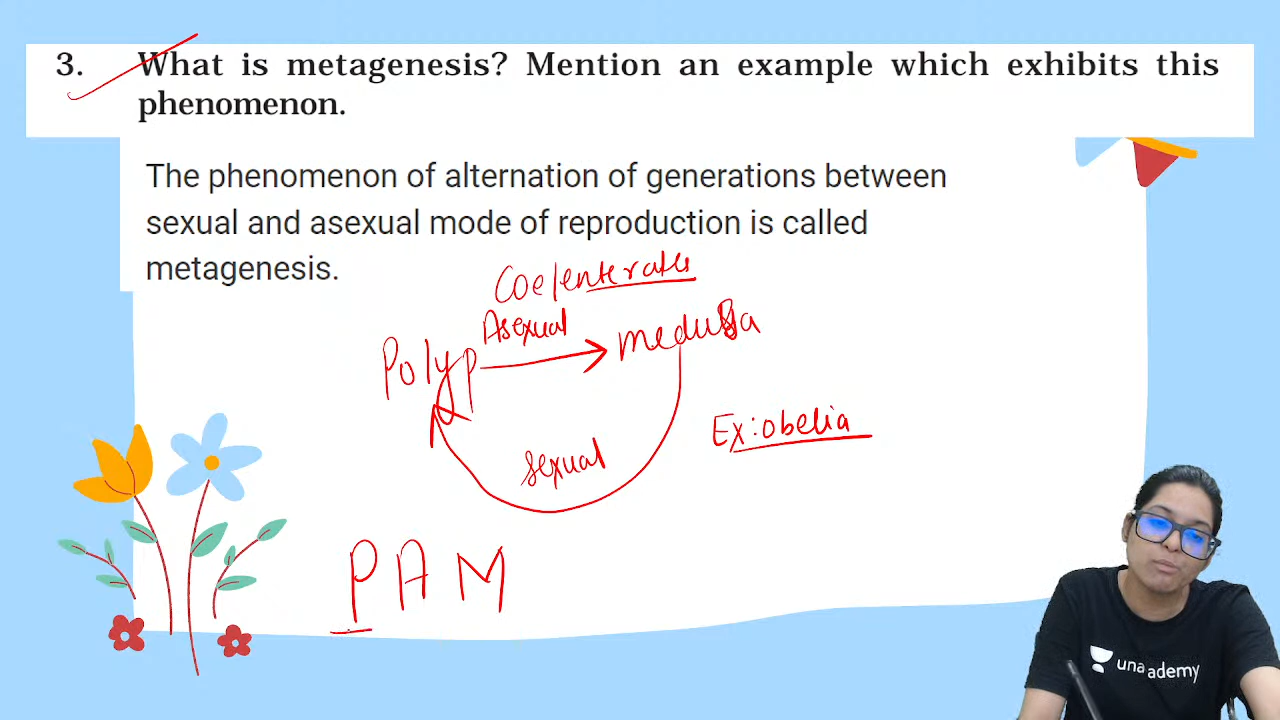 3. What is metagenesis? Mention an example which exhibits this
phenomenon.
The phenomenon of alternation of generations between
sexual and asexual mode of reproduction is called
metagenesis.
Coelenterates
Asexual
Polyp
medusa
Ex: obelia
sexual
PAM
unacademy